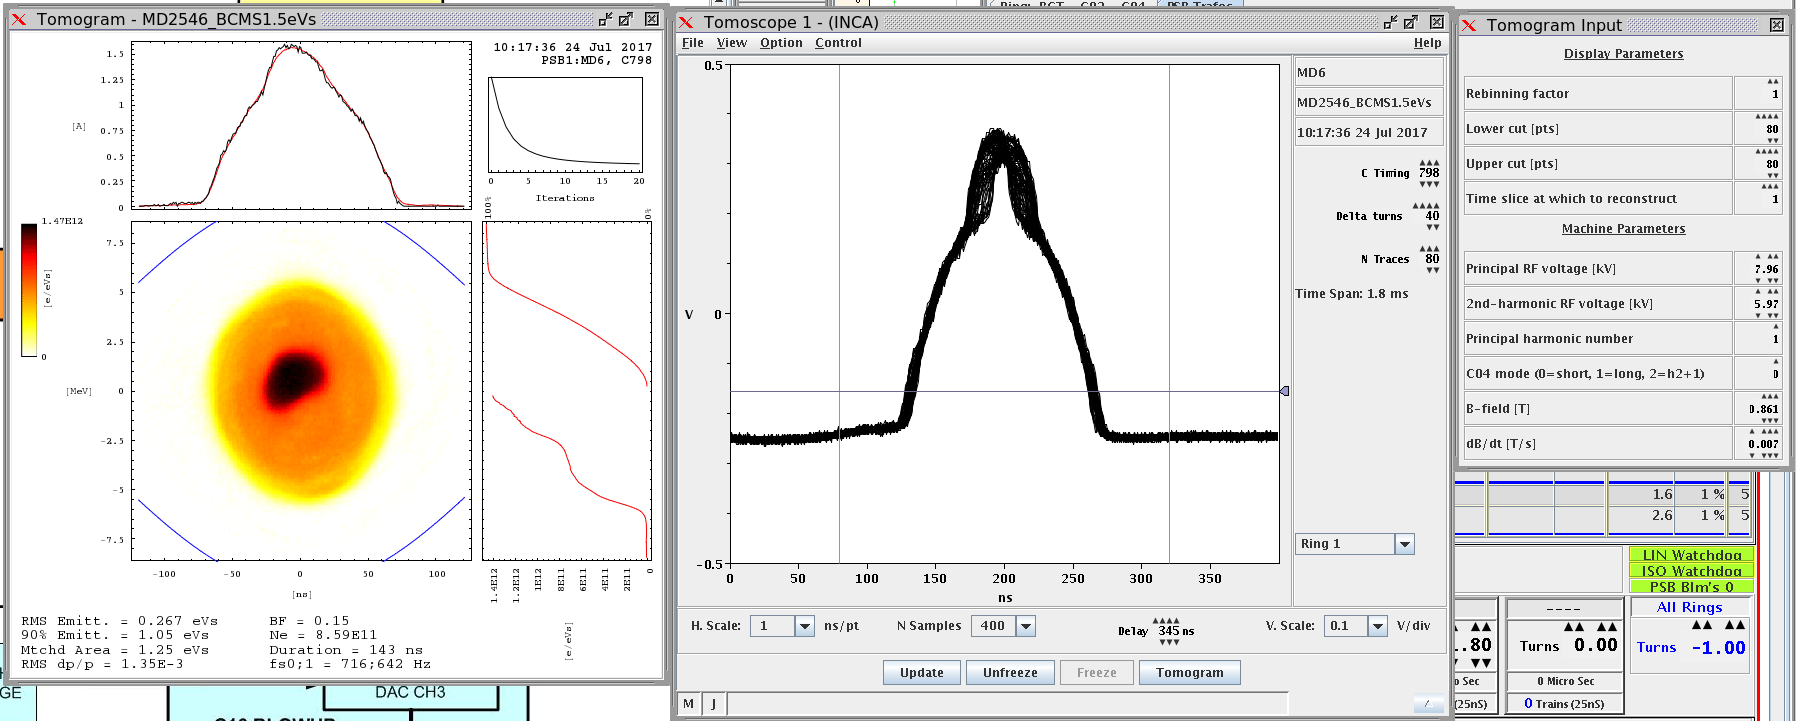 Tomogram - MD2546_BCMS1.5eVs
10:17:36 24 Jul 2017
PSB1:MD6, C798
1.5
1.25
1
0.75
0.5
0.25
0
[A]
0 5 10 15 20
Iterations
100%
0%
1.47E12
[e/eVs]
0
7.5
5
2.5
0
-2.5
-5
-7.5
[MeV]
-100 -50 0 50 100
[ns]
1.4E12
1.2E12
1E12
8E11
6E11
4E11
2E11
0
[e/eVs]
RMS Emitt. = 0.267 eVs
90% Emitt. = 1.05 eVs
Mtchd Area = 1.25 eVs
RMS dp/p = 1.35E-3
BF = 0.15
Ne = 8.59E11
Duration = 143 ns
fs0;1 = 716;642 Hz
GE
DAC CH3
Tomoscope 1 - (INCA)
File View Option Control Help
0.5
V 0
-0.5
0 50 100 150 200 250 300 350
ns
MD6
MD2546_BCMS1.5eVs
10:17:36 24 Jul 2017
C Timing 798
Delta turns 40
N Traces 80
Time Span: 1.8 ms
Ring 1
H. Scale: 1 ns/pt
N Samples 400
Delay 345 ns
V. Scale: 0.1 V/div
Update Unfreeze Freeze Tomogram
M J
Tomogram Input
Display Parameters
Rebinning factor 1
Lower cut [pts] 80
Upper cut [pts] 80
Time slice at which to reconstruct 1
Machine Parameters
Principal RF voltage [kV] 7.96
2nd-harmonic RF voltage [kV] 5.97
Principal harmonic number 1
C04 mode (0=short, 1=long, 2=h2+1) 0
B-field [T] 0.861
dB/dt [T/s] 0.007
1.6 1 % 5
2.6 1 % 5
LIN Watchdog
ISO Watchdog
PSB Blm's 0
----
All Rings
.80
Turns 0.00
Turns -1.00
o Sec
0 Micro Sec
(25nS)
0 Trains (25nS)